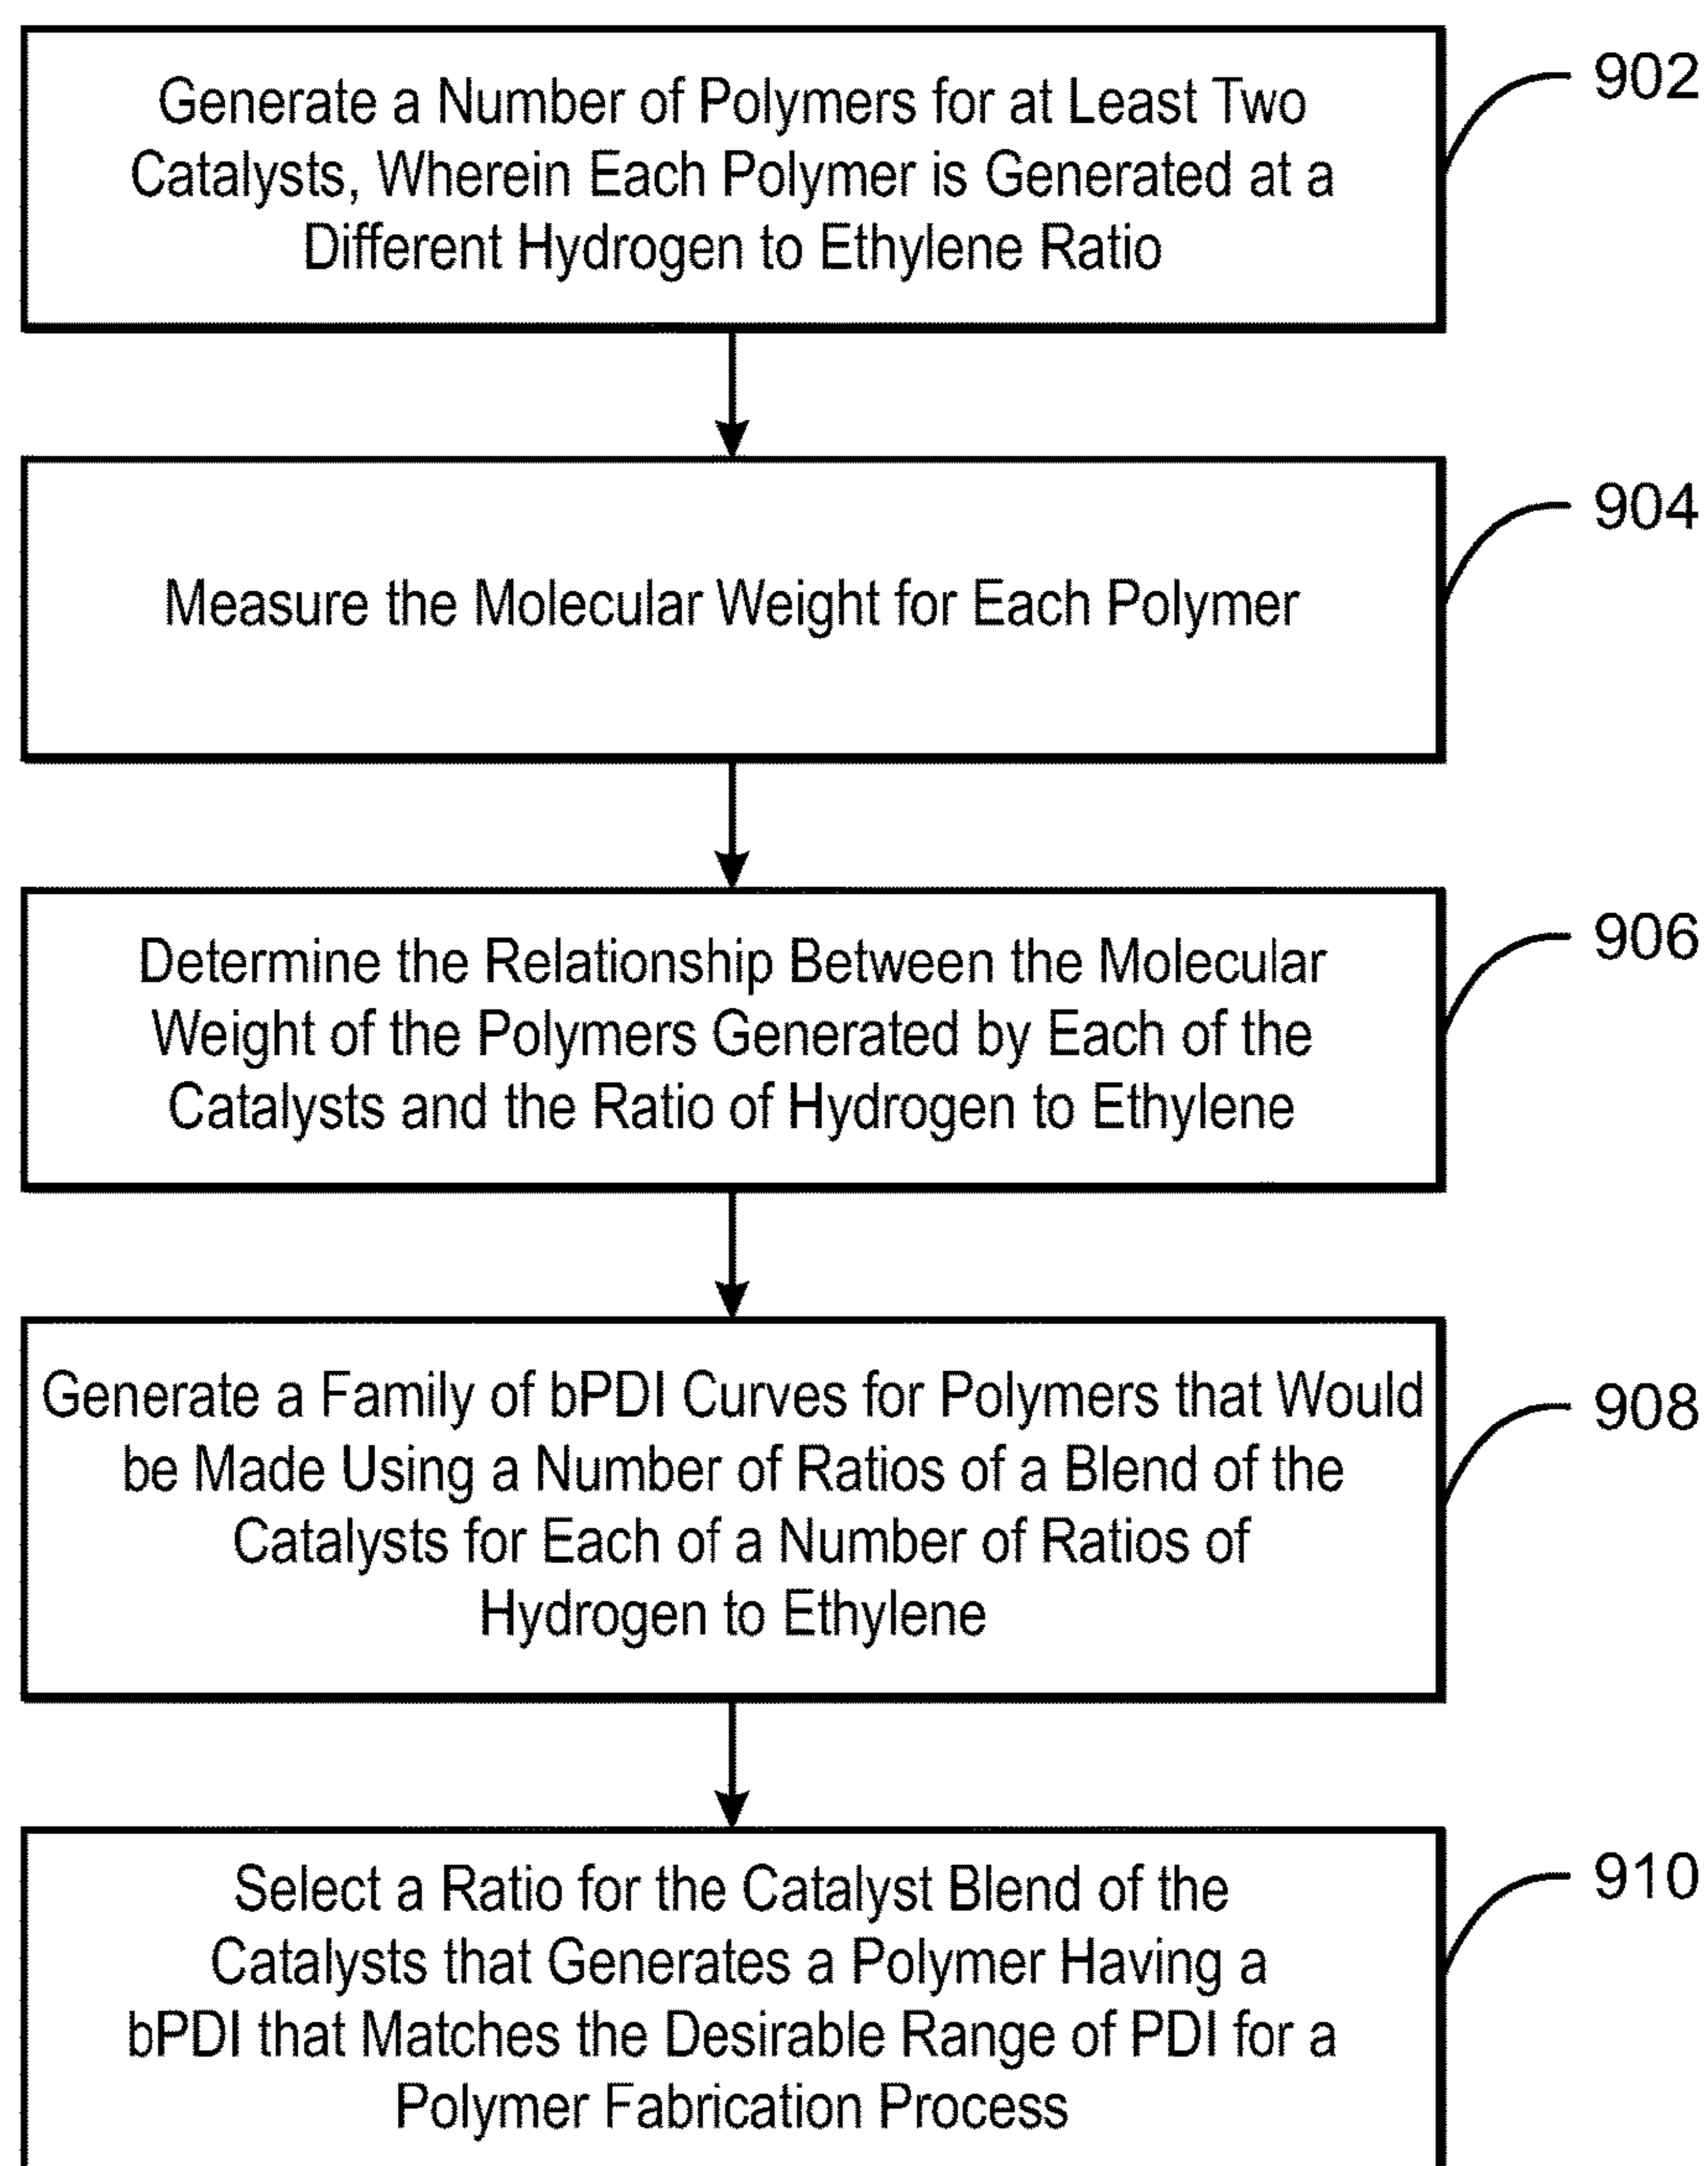 Generate a Number of Polymers for at Least Two
Catalysts, Wherein Each Polymer is Generated at a
Different Hydrogen to Ethylene Ratio
902
Measure the Molecular Weight for Each Polymer
904
Determine the Relationship Between the Molecular
Weight of the Polymers Generated by Each of the
Catalysts and the Ratio of Hydrogen to Ethylene
906
Generate a Family of bPDI Curves for Polymers that Would
be Made Using a Number of Ratios of a Blend of the
Catalysts for Each of a Number of Ratios of
Hydrogen to Ethylene
908
Select a Ratio for the Catalyst Blend of the
Catalysts that Generates a Polymer Having a
bPDI that Matches the Desirable Range of PDI for a
Polymer Fabrication Process
910